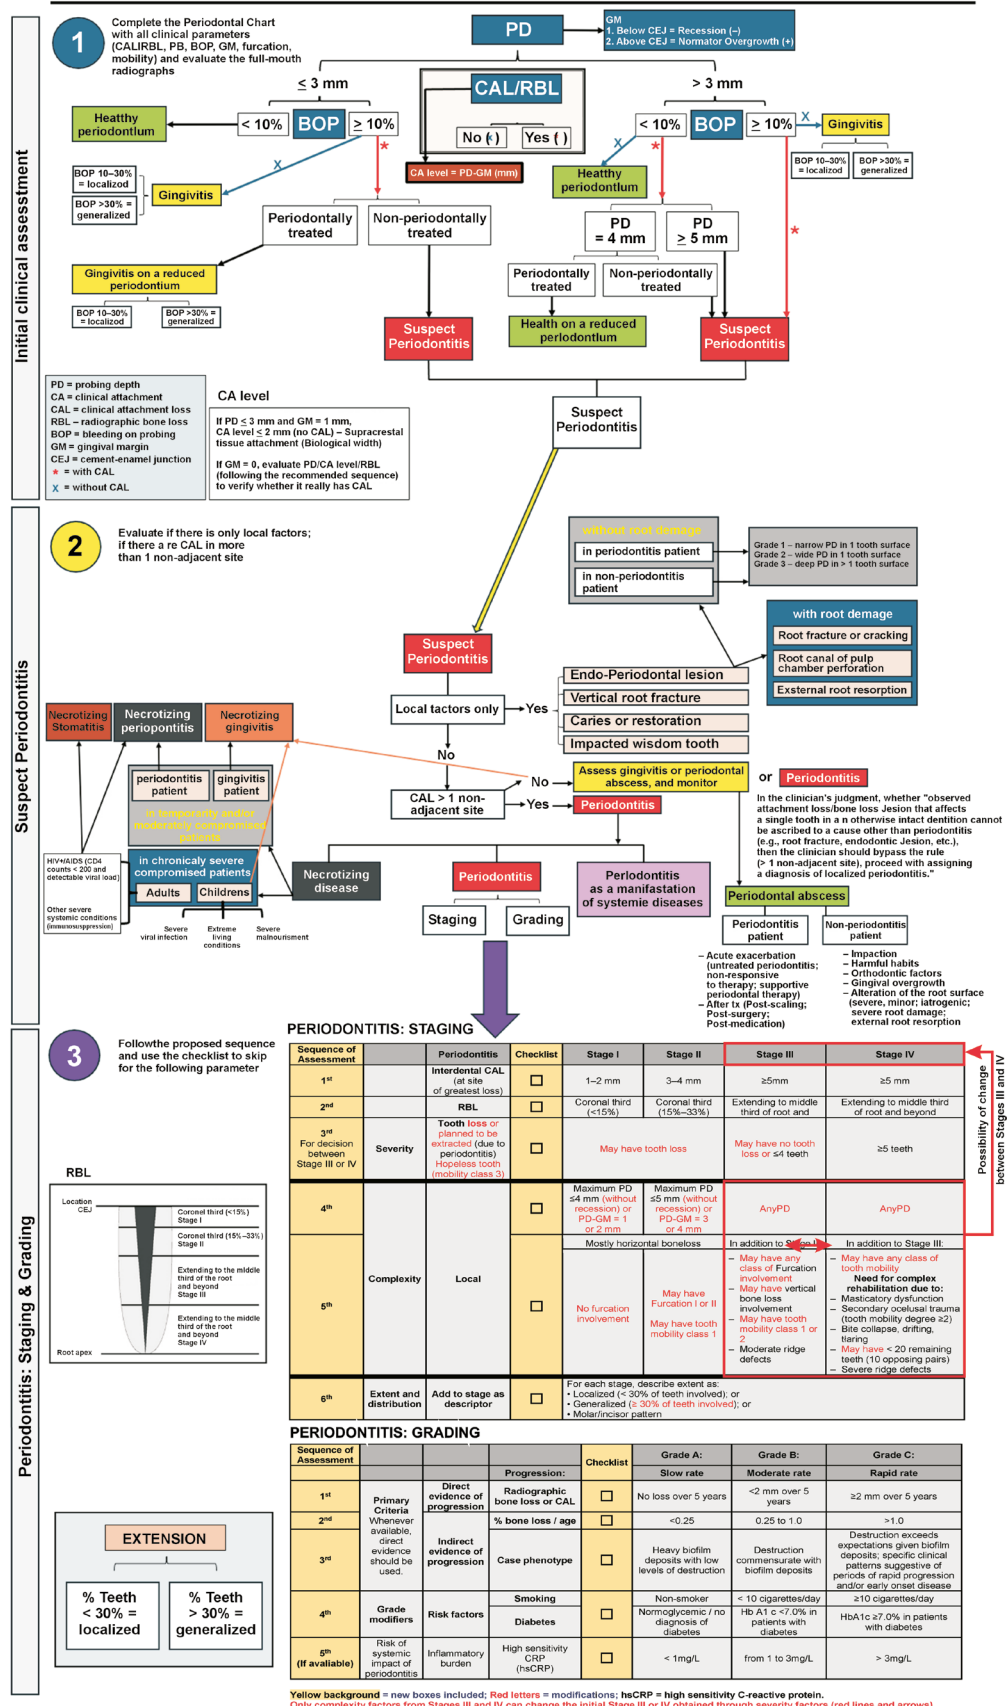 Initial clinical assesstment
1
Complete the Periodontal Chart
with all clinical parameters
(CALIRBL, PB, BOP, GM, furcation,
mobility) and evaluate the full-mouth
radiographs
PD
GM
1. Below CEJ = Recession (–)
2. Above CEJ = Normator Overgrowth (+)
≤ 3 mm
CAL/RBL
No (x)
Yes ( )
> 3 mm
Heatthy
periodontlum
< 10%
BOP
≥ 10%
< 10%
BOP
≥ 10%
X
Gingivitis
*
X
X
*
CA level = PD-GM (mm)
BOP 10–30%
= localizod
BOP >30% =
generalized
Heatthy
periodontlum
BOP 10–30%
= localizod
BOP >30% =
generalized
Gingivitis
Periodontally
treated
Non-periodontally
treated
PD
= 4 mm
PD
≥ 5 mm
*
Gingivitis on a reduced
periodontium
Periodontally
treated
Non-periodontally
treated
BOP 10–30%
= localized
BOP >30% =
generalized
Suspect
Periodontitis
Health on a reduced
periodontlum
Suspect
Periodontitis
PD = probing depth
CA = clinical attachment
CAL = clinical attachment loss
RBL – radiographic bone loss
BOP = bleeding on probing
GM = gingival margin
CEJ = cement-enamel junction
* = with CAL
x = without CAL
CA level
If PD ≤ 3 mm and GM = 1 mm,
CA level ≤ 2 mm (no CAL) – Supracrestal
tissue attachment (Biological width)
If GM = 0, evaluate PD/CA level/RBL
(following the recommended sequence)
to verify whether it really has CAL
Suspect
Periodontitis
Suspect Periodontitis
2
Evaluate if there is only local factors;
if there a re CAL in more
than 1 non-adjacent site
without root damage
in periodontitis patient
in non-periodontitis
patient
Grade 1 – narrow PD in 1 tooth surface
Grade 2 – wide PD in 1 tooth surface
Grade 3 – deep PD in > 1 tooth surface
with root damage
Root fracture or cracking
Root canal of pulp
chamber perforation
Exsternal root resorption
Suspect
Periodontitis
Local tactors only
Yes
Endo-Periodontal lesion
Vertical root fracture
Caries or restoration
Impacted wisdom tooth
No
Necrotizing
Stomatitis
Necrotizing
periopontitis
Necrotizing
gingivitis
periodontitis
patient
gingivitis
patient
in temporarity and/or
moderately compromised
patients
CAL > 1 non-
adjacent site
No
Assess gingivitis or periodontal
abscess, and monitor
or
Periodontitis
Yes
Periodontitis
In the clinician's judgment, whether "observed
attachment loss/bone loss Jesion that affects
a single tooth in a n otherwise intact dentition cannot
be ascribed to a cause other than periodontitis
(e.g., root fracture, endodontic Jesion, etc.),
then the clinician should bypass the rule
(> 1 non-adjacent site), proceed with assigning
a diagnosis of localized periodontitis."
HIV+/AIDS (CD4
counts < 200 and
detectable viral load)
Other severe
systemic conditions
(immunosuspression)
in chronicaly severe
compromised patients
Adults
Childrens
Severe
viral infection
Extreme
living
conditions
Severe
malnourisment
Necrotizing
disease
Periodontitis
Periodontitis
as a manifastation
of systemie diseases
Staging
Grading
Periodontal abscess
Periodontitis
patient
Non-periodontitis
patient
– Acute exacerbation
(untreated periodontitis;
non-responsive
to therapy; supportive
periodontal therapy)
– After tx (Post-scaling;
Post-surgery;
Post-medication)
– Impaction
– Harmful habits
– Orthodontic factors
– Gingival overgrowth
– Alteration of the root surface
(severe, minor; iatrogenic;
severe root damage;
external root resorption
Periodontitis: Staging & Grading
3
Followthe proposed sequence
and use the checklist to skip
for the following parameter
PERIODONTITIS: STAGING
Sequence of
Assessment
Periodontitis
Checklist
Stage I
Stage II
Stage III
Stage IV
1st
Interdental CAL
(at site
of greatest loss)
1–2 mm
3–4 mm
≥5mm
≥5 mm
2nd
RBL
Coronal third
(<15%)
Coronal third
(15%–33%)
Extending to middle
third of root and
Extending to middle third
of root and beyond
3rd
For decision
between
Stage III or IV
Severity
Tooth loss or
planned to be
extracted (due to
periodontitis)
Hopeless tooth
(mobility class 3)
May have tooth loss
May have no tooth
loss or ≤4 teeth
≥5 teeth
4th
Maximum PD
≤4 mm (without
recession) or
PD-GM = 1
or 2 mm
Maximum PD
≤5 mm (without
recession) or
PD-GM = 3
or 4 mm
AnyPD
AnyPD
Complexity
Local
5th
Mostly horizontal boneloss
No furcation
involvement
May have
Furcation I or II
May have tooth
mobility class 1
In addition to Stage
– May have any
class of Furcation
involvement
– May have vertical
bone loss
involvement
– May have tooth
mobility class 1 or
2
– Moderate ridge
defects
In addition to Stage III:
– May have any class of
tooth mobility
Need for complex
rehabilitation due to:
– Masticatory dysfunction
– Secondary ocelusal trauma
(tooth mobility degree ≥2)
– Bite collapse, drifting,
tlaring
– May have < 20 remaining
teeth (10 opposing pairs)
– Severe ridge defects
6th
Extent and
distribution
Add to stage as
descriptor
For each stage, describe extent as:
• Localized (< 30% of teeth involved); or
• Generalized (≥ 30% of teeth involved); or
• Molar/incisor pattern
Possibility of change
between Stages III and IV
RBL
Location
CEJ
Coronel third (<15%)
Stage I
Coronel third (15%–33%)
Stage II
Extending to the middle
third of the root
and beyond
Stage III
Extending to the middle
third of the root
and beyond
Stage IV
Root apex
PERIODONTITIS: GRADING
Sequence of
Assessment
Checklist
Grade A:
Grade B:
Grade C:
Progression:
Slow rate
Moderate rate
Rapid rate
1st
Primary
Criteria
Whenever
available,
direct
evidence
should be
used.
Direct
evidence of
progression
Radiographic
bone loss or CAL
No loss over 5 years
<2 mm over 5
years
≥2 mm over 5 years
2nd
Indirect
evidence of
progression
% bone loss / age
<0.25
0.25 to 1.0
>1.0
3rd
Case phenotype
Heavy biofilm
deposits with low
levels of destruction
Destruction
commensurate with
biofilm deposits
Destruction exceeds
expectations given biofilm
deposits; specific clinical
patterns suggestive of
periods of rapid progression
and/or early onset disease
4th
Grade
modifiers
Risk factors
Smoking
Non-smoker
< 10 cigarettes/day
≥10 cigarettes/day
Diabetes
Normoglycemic / no
diagnosis of
diabetes
Hb A1 c <7.0% in
patients with
diabetes
HbA1c ≥7.0% in patients
with diabetes
5th
(If avaliable)
Risk of
systemic
impact of
periodontitis
Inflammatory
burden
High sensitivity
CRP
(hsCRP)
< 1mg/L
from 1 to 3mg/L
> 3mg/L
EXTENSION
% Teeth
< 30% =
localized
% Teeth
> 30% =
generalized
Yellow background = new boxes included; Red letters = modifications; hsCRP = high sensitivity C-reactive protein.
Only complexity factors from Stages III and IV can change the initial Stage III or IV obtained through severity factors (red lines and arrows)